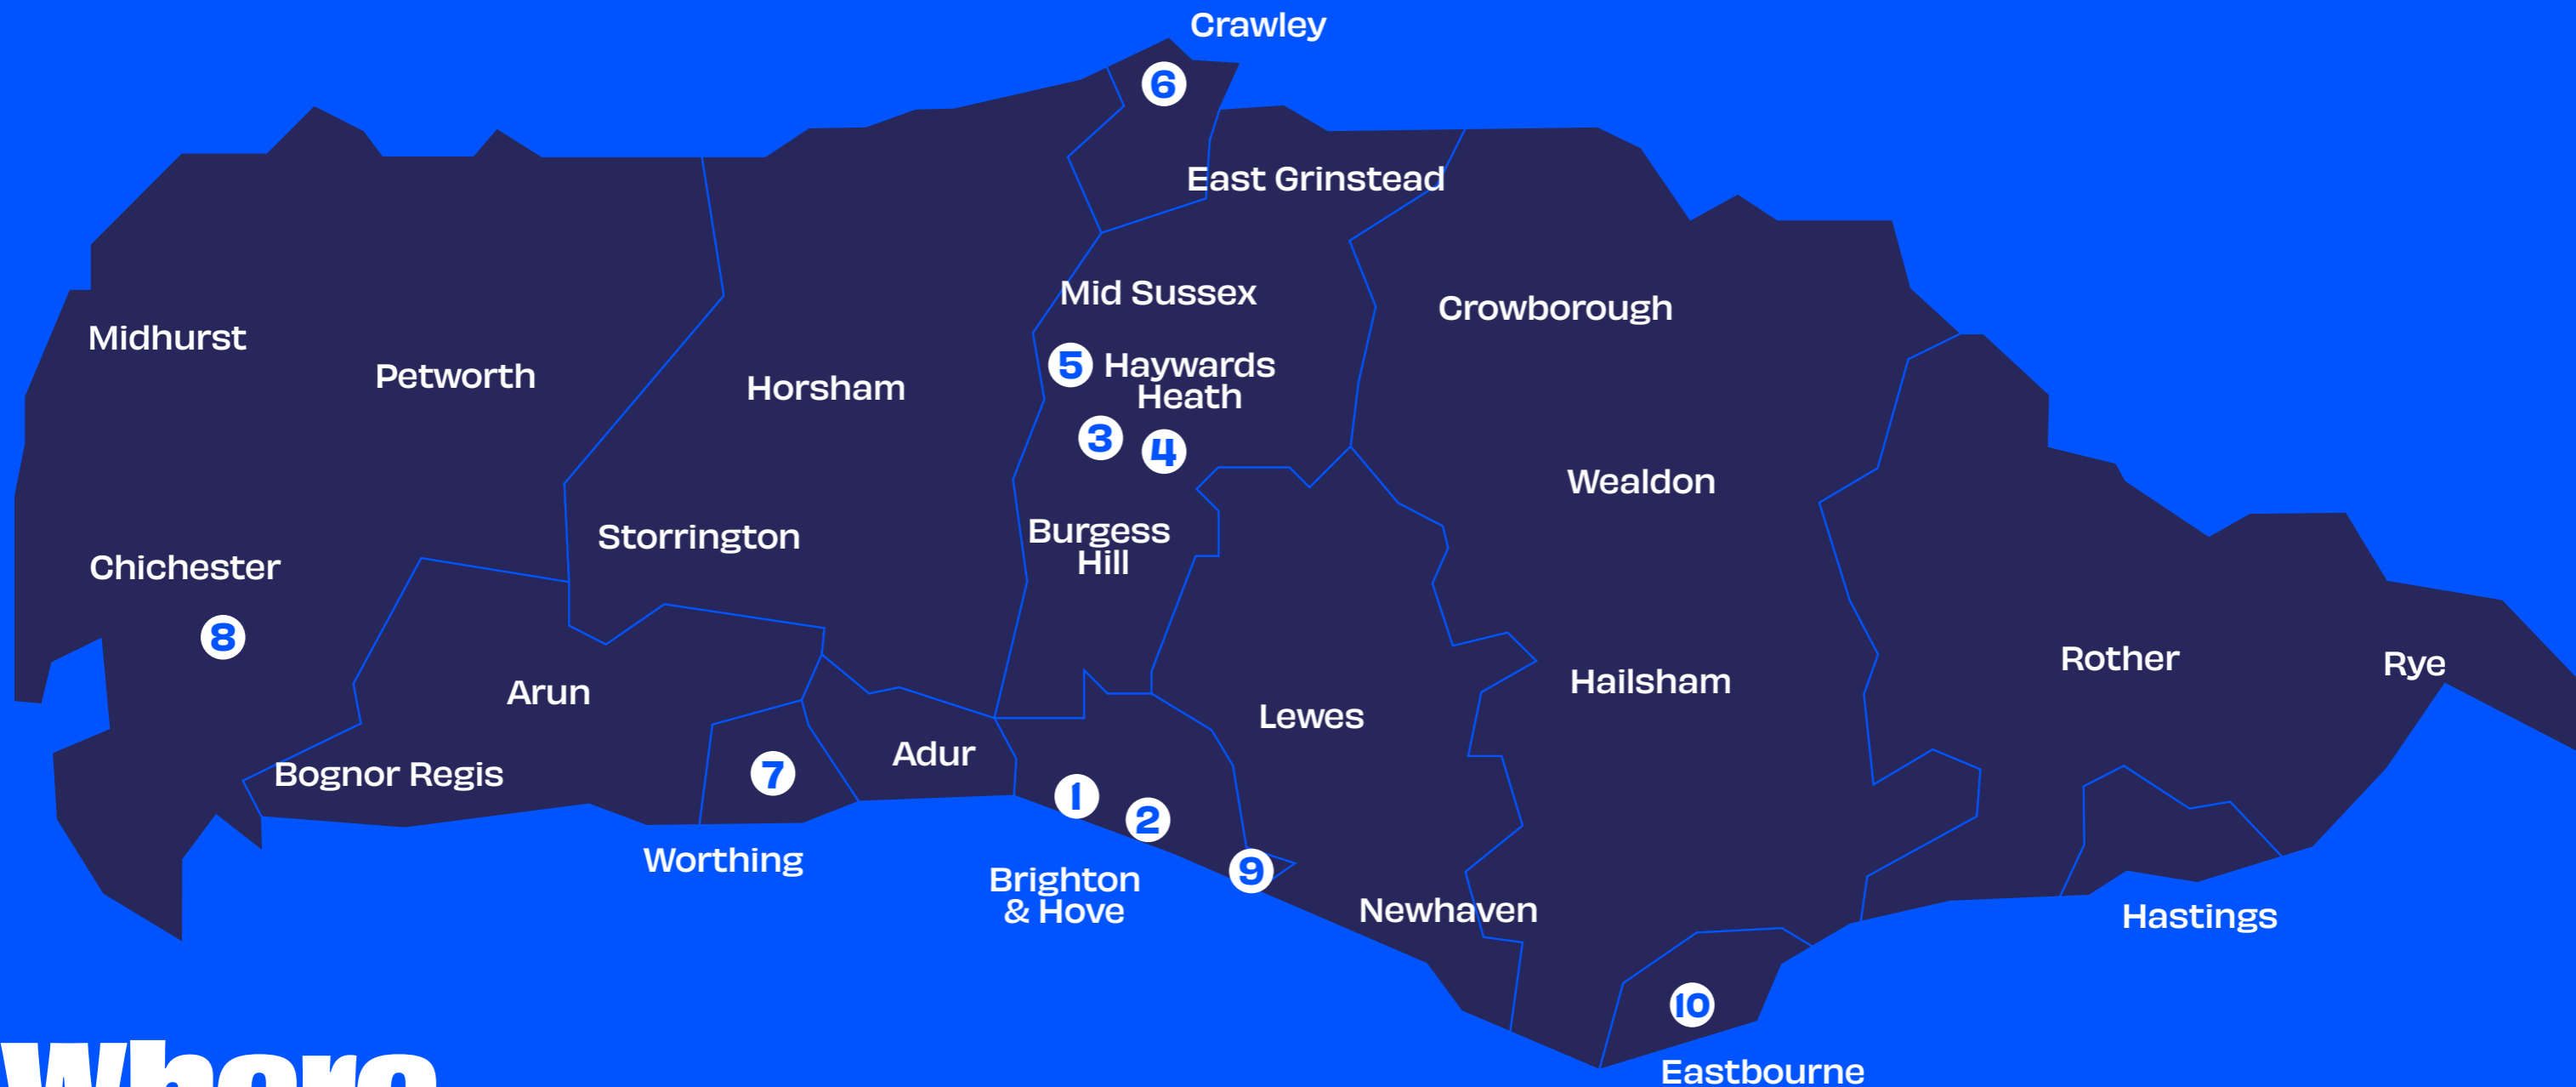 Crawley
6
East Grinstead
Mid Sussex
Crowborough
Midhurst
5
Haywards
Heath
Petworth
Horsham
3
4
Wealdon
Storrington
Burgess
Hill
Chichester
8
Rother
Rye
Hailsham
Arun
Lewes
Adur
Bognor Regis
7
1
2
Worthing
9
Brighton
& Hove
Newhaven
Hastings
10
Eastbourne
Where